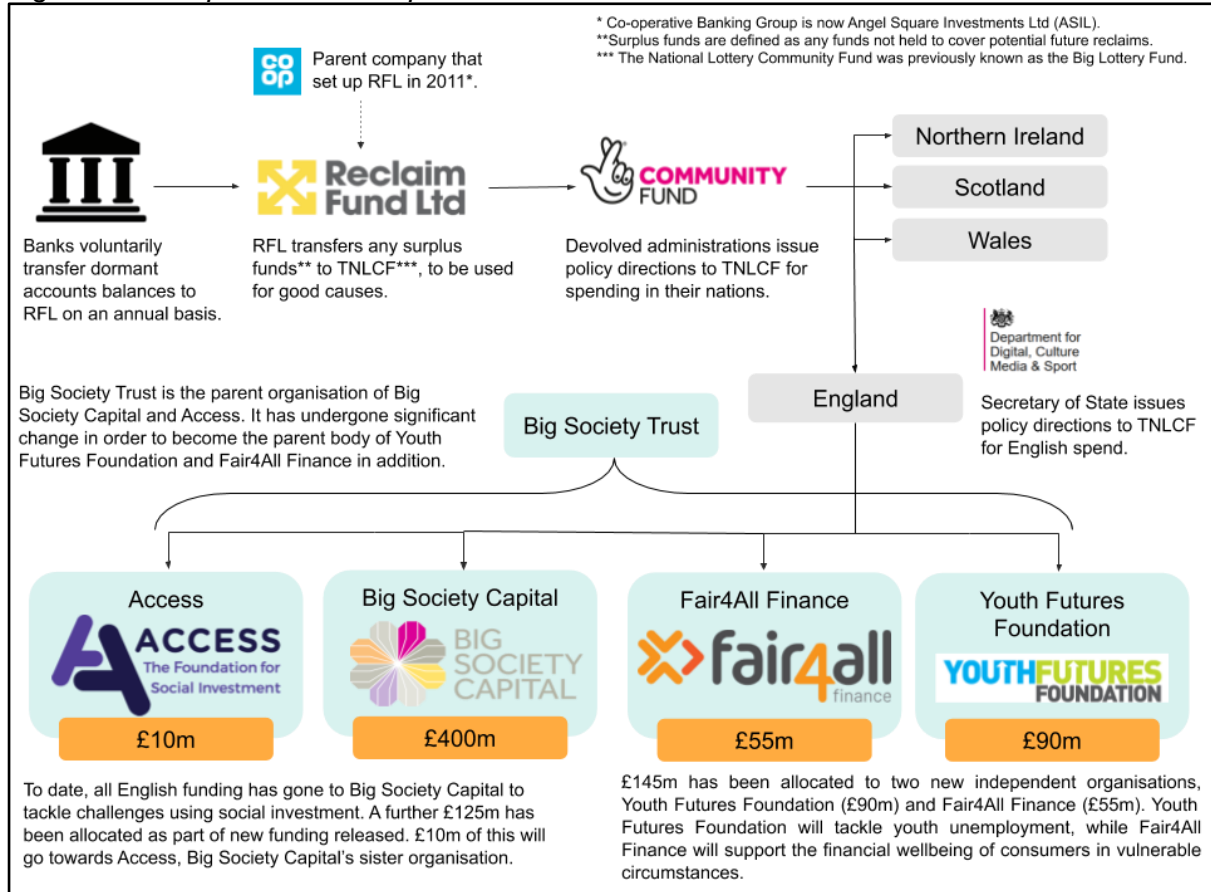 * Co-operative Banking Group is now Angel Square Investments Ltd (ASIL).
**Surplus funds are defined as any funds not held to cover potential future reclaims.
*** The National Lottery Community Fund was previously known as the Big Lottery Fund.
co
op
Parent company that
set up RFL in 2011*.
Reclaim
Fund Ltd
COMMUNITY
FUND
Northern Ireland
Scotland
Wales
Banks voluntarily
transfer dormant
accounts balances to
RFL on an annual basis.
RFL transfers any surplus
funds** to TNLCF***, to be used
for good causes.
Devolved administrations issue
policy directions to TNLCF for
spending in their nations.
Department for
Digital, Culture
Media & Sport
England
Secretary of State issues
policy directions to TNLCF
for English spend.
Big Society Trust is the parent organisation of Big
Society Capital and Access. It has undergone significant
change in order to become the parent body of Youth
Futures Foundation and Fair4All Finance in addition.
Big Society Trust
Access
ACCESS
The Foundation for
Social Investment
£10m
Big Society Capital
BIG
SOCIETY
CAPITAL
£400m
Fair4All Finance
fair4all
finance
£55m
Youth Futures
Foundation
YOUTHFUTURES
FOUNDATION
£90m
To date, all English funding has gone to Big Society Capital to
tackle challenges using social investment. A further £125m has
been allocated as part of new funding released. £10m of this will
go towards Access, Big Society Capital's sister organisation.
£145m has been allocated to two new independent organisations,
Youth Futures Foundation (£90m) and Fair4All Finance (£55m). Youth
Futures Foundation will tackle youth unemployment, while Fair4All
Finance will support the financial wellbeing of consumers in vulnerable
circumstances.